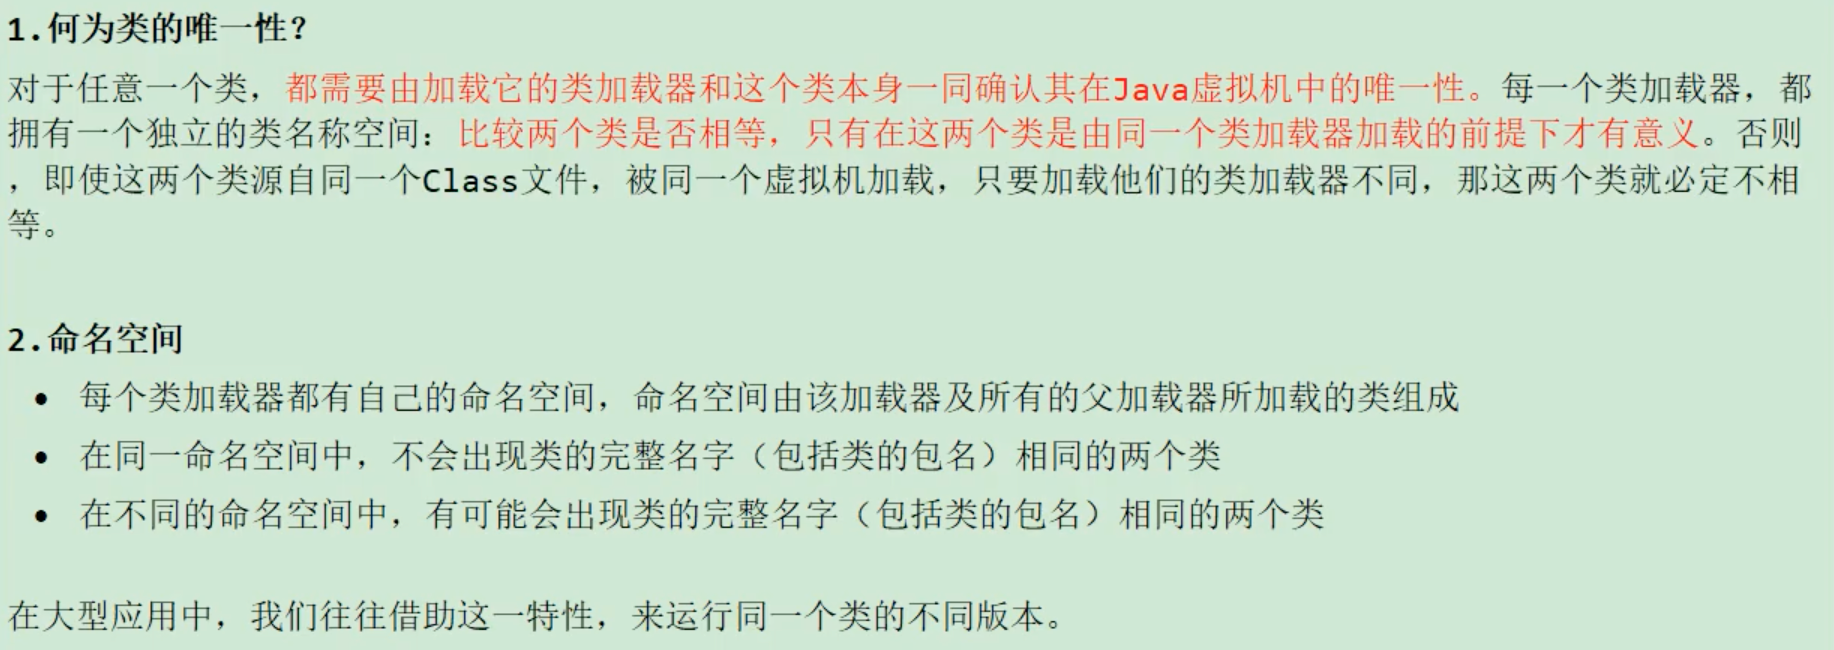 1.何为类的唯一性?
对于任意一个类，都需要由加载它的类加载器和这个类本身一同确认其在Java虚拟机中的唯一性。每一个类加载器，都
拥有一个独立的类名称空间：比较两个类是否相等，只有在这两个类是由同一个类加载器加载的前提下才有意义。否则
，即使这两个类源自同一个Class文件，被同一个虚拟机加载，只要加载他们的类加载器不同，那这两个类就必定不相
等。
2.命名空间
• 每个类加载器都有自己的命名空间，命名空间由该加载器及所有的父加载器所加载的类组成
• 在同一命名空间中，不会出现类的完整名字（包括类的包名）相同的两个类
• 在不同的命名空间中，有可能会出现类的完整名字（包括类的包名）相同的两个类
在大型应用中，我们往往借助这一特性，来运行同一个类的不同版本。